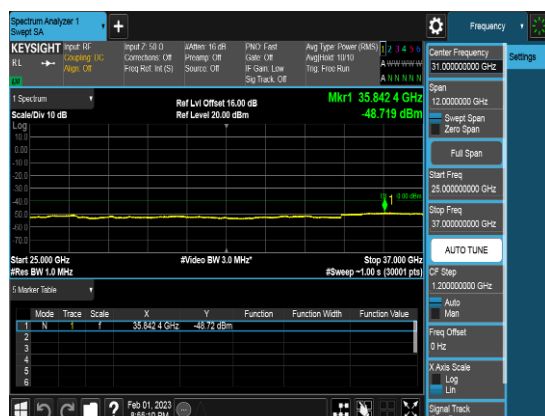 Spectrum Analyzer 1
Swept SA
Frequency
KEYSIGHT
RL
Input: RF
Coupling: DC
Align: Off
Input Z: 50 Ω
Corrections: Off
Freq Ref: Int (S)
#Atten: 16 dB
Preamp: Off
Source: Off
PNO: Fast
Gate: Off
IF Gain: Low
Sig Track: Off
Avg Type: Power (RMS)
Avg|Hold: 10/10
Trig: Free Run
1 2 3 4 5 6
A W W W W W
A N N N N N
1 Spectrum
Scale/Div 10 dB
Ref Lvl Offset 16.00 dB
Ref Level 20.00 dBm
Mkr1 35.842 4 GHz
-48.719 dBm
Log
10.0
0.00
-10.0
-20.0
-30.0
-40.0
-50.0
-60.0
-70.0
1
Start 25.000 GHz
#Res BW 1.0 MHz
#Video BW 3.0 MHz*
Stop 37.000 GHz
#Sweep ~1.00 s (30001 pts)
5 Marker Table
Mode Trace Scale X Y Function Function Width Function Value
1 N 1 f 35.842 4 GHz -48.72 dBm
2
3
4
5
6
Feb 01, 2023
Center Frequency
31.000000000 GHz
Settings
Span
12.0000000 GHz
Swept Span
Zero Span
Full Span
Start Freq
25.000000000 GHz
Stop Freq
37.000000000 GHz
AUTO TUNE
CF Step
1.200000000 GHz
Auto
Man
Freq Offset
0 Hz
X Axis Scale
Log
Lin
Signal Track